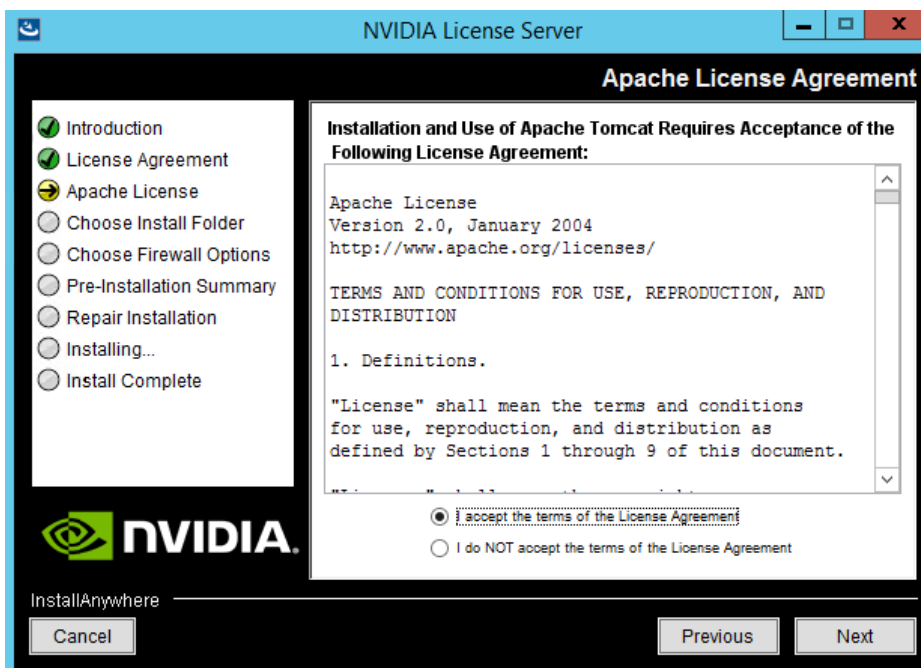 NVIDIA License Server
Apache License Agreement
Introduction
License Agreement
Apache License
Choose Install Folder
Choose Firewall Options
Pre-Installation Summary
Repair Installation
Installing...
Install Complete
Installation and Use of Apache Tomcat Requires Acceptance of the
Following License Agreement:
Apache License
Version 2.0, January 2004
http://www.apache.org/licenses/
TERMS AND CONDITIONS FOR USE, REPRODUCTION, AND
DISTRIBUTION
1. Definitions.
"License" shall mean the terms and conditions
for use, reproduction, and distribution as
defined by Sections 1 through 9 of this document.
I accept the terms of the License Agreement
I do NOT accept the terms of the License Agreement
NVIDIA.
InstallAnywhere
Cancel
Previous
Next